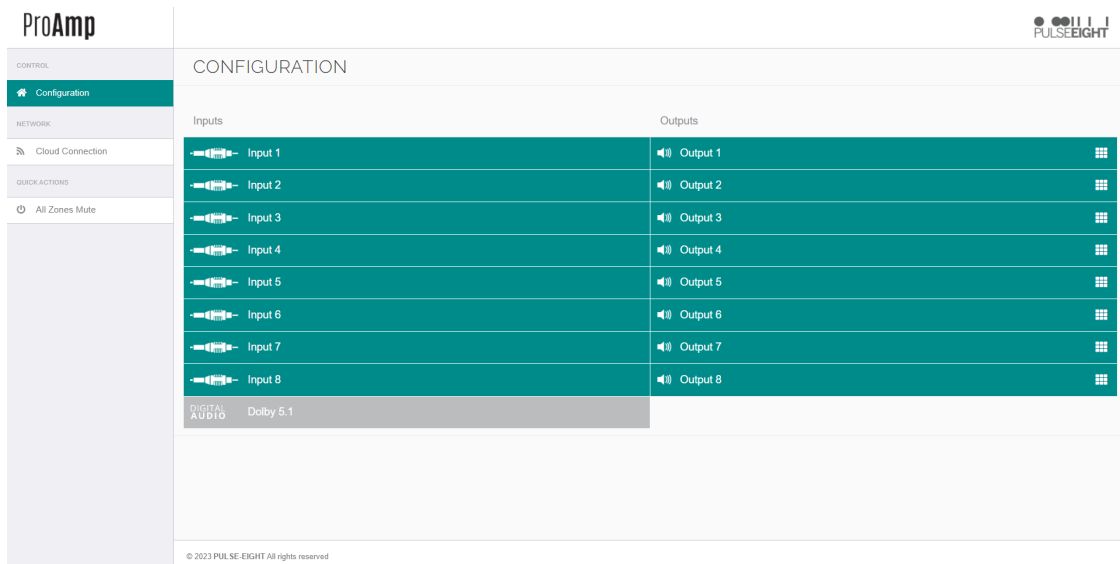 ProAmp
PULSEEIGHT
CONTROL
CONFIGURATION
Configuration
NETWORK
Inputs
Outputs
Cloud Connection
Input 1
Output 1
QUICK ACTIONS
Input 2
Output 2
All Zones Mute
Input 3
Output 3
Input 4
Output 4
Input 5
Output 5
Input 6
Output 6
Input 7
Output 7
Input 8
Output 8
DIGITAL
AUDIO
Dolby 5.1
© 2023 PULSE-EIGHT All rights reserved